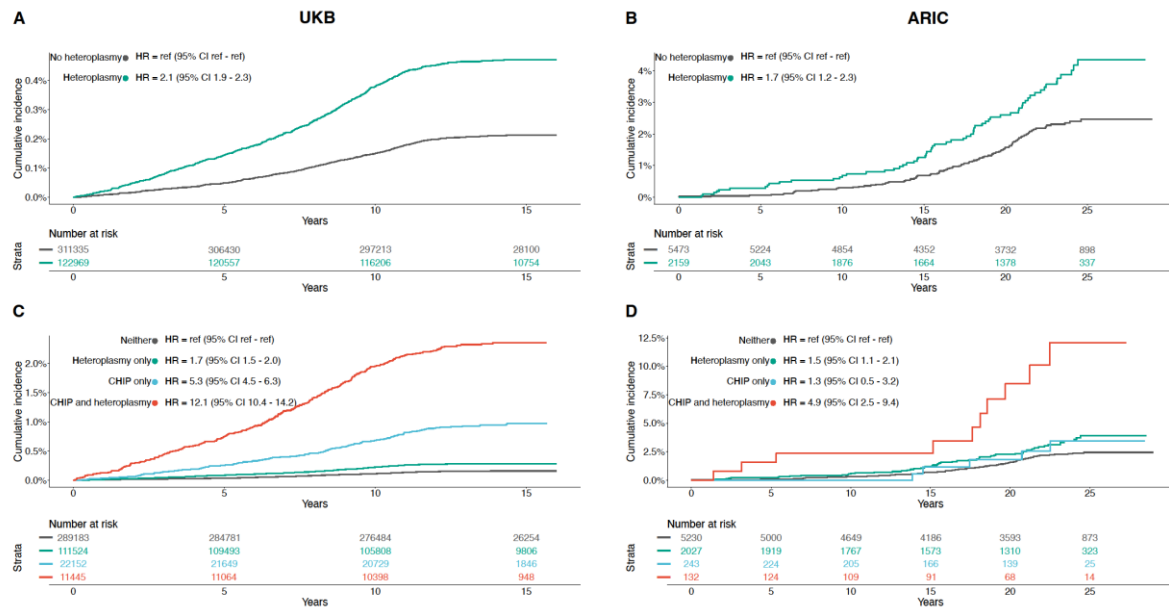 A
UKB
B
ARIC
No heteroplasmy HR = ref (95% CI ref - ref)
Heteroplasmy HR = 2.1 (95% CI 1.9 - 2.3)
Cumulative incidence
0.4%
0.3%
0.2%
0.1%
0.0%
0 5 10 15
Years
Number at risk
Strata
311335 306430 297213 28100
122969 120557 116206 10754
0 5 10 15
Years
No heteroplasmy HR = ref (95% CI ref - ref)
Heteroplasmy HR = 1.7 (95% CI 1.2 - 2.3)
Cumulative incidence
4%
3%
2%
1%
0%
0 5 10 15 20 25
Years
Number at risk
Strata
5473 5224 4854 4352 3732 898
2159 2043 1876 1664 1378 337
0 5 10 15 20 25
Years
C
Neither HR = ref (95% CI ref - ref)
Heteroplasmy only HR = 1.7 (95% CI 1.5 - 2.0)
CHIP only HR = 5.3 (95% CI 4.5 - 6.3)
CHIP and heteroplasmy HR = 12.1 (95% CI 10.4 - 14.2)
Cumulative incidence
2.0%
1.0%
0.0%
0 5 10 15
Years
Number at risk
Strata
289183 284781 276484 26254
111524 109493 105808 9806
22152 21649 20729 1846
11445 11064 10398 948
0 5 10 15
Years
D
Neither HR = ref (95% CI ref - ref)
Heteroplasmy only HR = 1.5 (95% CI 1.1 - 2.1)
CHIP only HR = 1.3 (95% CI 0.5 - 3.2)
CHIP and heteroplasmy HR = 4.9 (95% CI 2.5 - 9.4)
Cumulative incidence
12.5%
10.0%
7.5%
5.0%
2.5%
0.0%
0 5 10 15 20 25
Years
Number at risk
Strata
5230 5000 4649 4186 3593 873
2027 1919 1767 1573 1310 323
243 224 205 166 139 25
132 124 109 91 68 14
0 5 10 15 20 25
Years